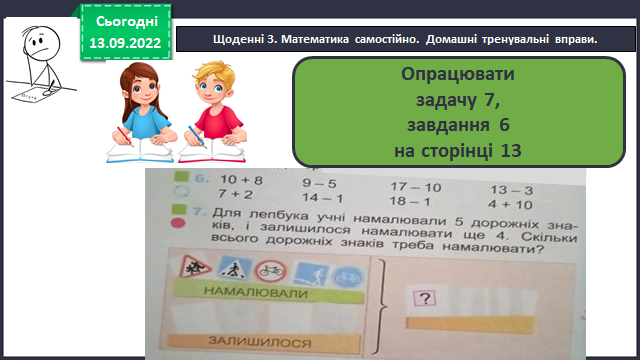 Сьогодні
13.09.2022
Щоденні 3. Математика самостійно. Домашні тренувальні вправи.
Опрацювати
задачу 7,
завдання 6
на сторінці 13
6. 10 + 8 9 – 5 17 – 10 13 – 3
7 + 2 14 – 1 18 – 1 4 + 10
7. Для лепбука учні намалювали 5 дорожніх зна-
ків, і залишилося намалювати ще 4. Скільки
всього дорожніх знаків треба намалювати?
НАМАЛЮВАЛИ
?
ЗАЛИШИЛОСЯ